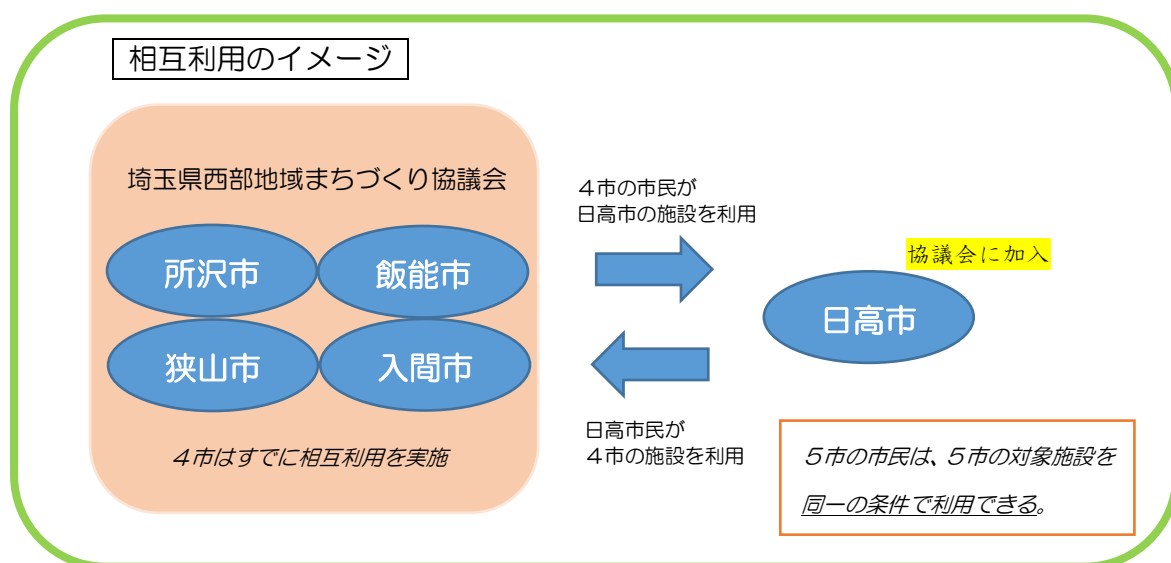 相互利用のイメージ
埼玉県西部地域まちづくり協議会
所沢市
飯能市
狭山市
入間市
４市はすでに相互利用を実施
４市の市民が
日高市の施設を利用
日高市民が
４市の施設を利用
協議会に加入
日高市
５市の市民は、５市の対象施設を
同一の条件で利用できる。